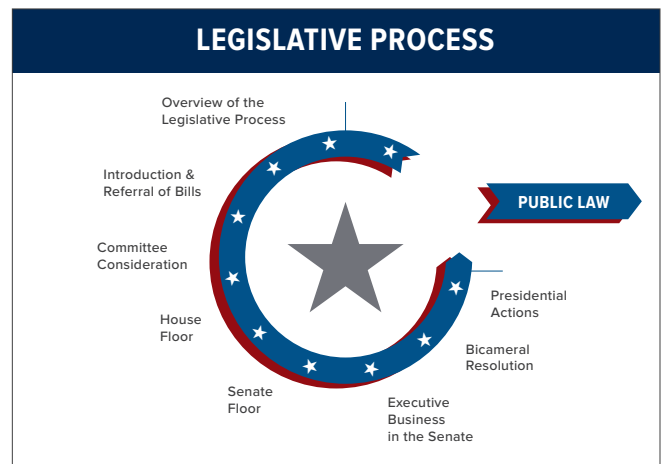 LEGISLATIVE PROCESS
Overview of the
Legislative Process
Introduction &
Referral of Bills
Committee
Consideration
House
Floor
Senate
Floor
Executive
Business
in the Senate
Bicameral
Resolution
Presidential
Actions
PUBLIC LAW